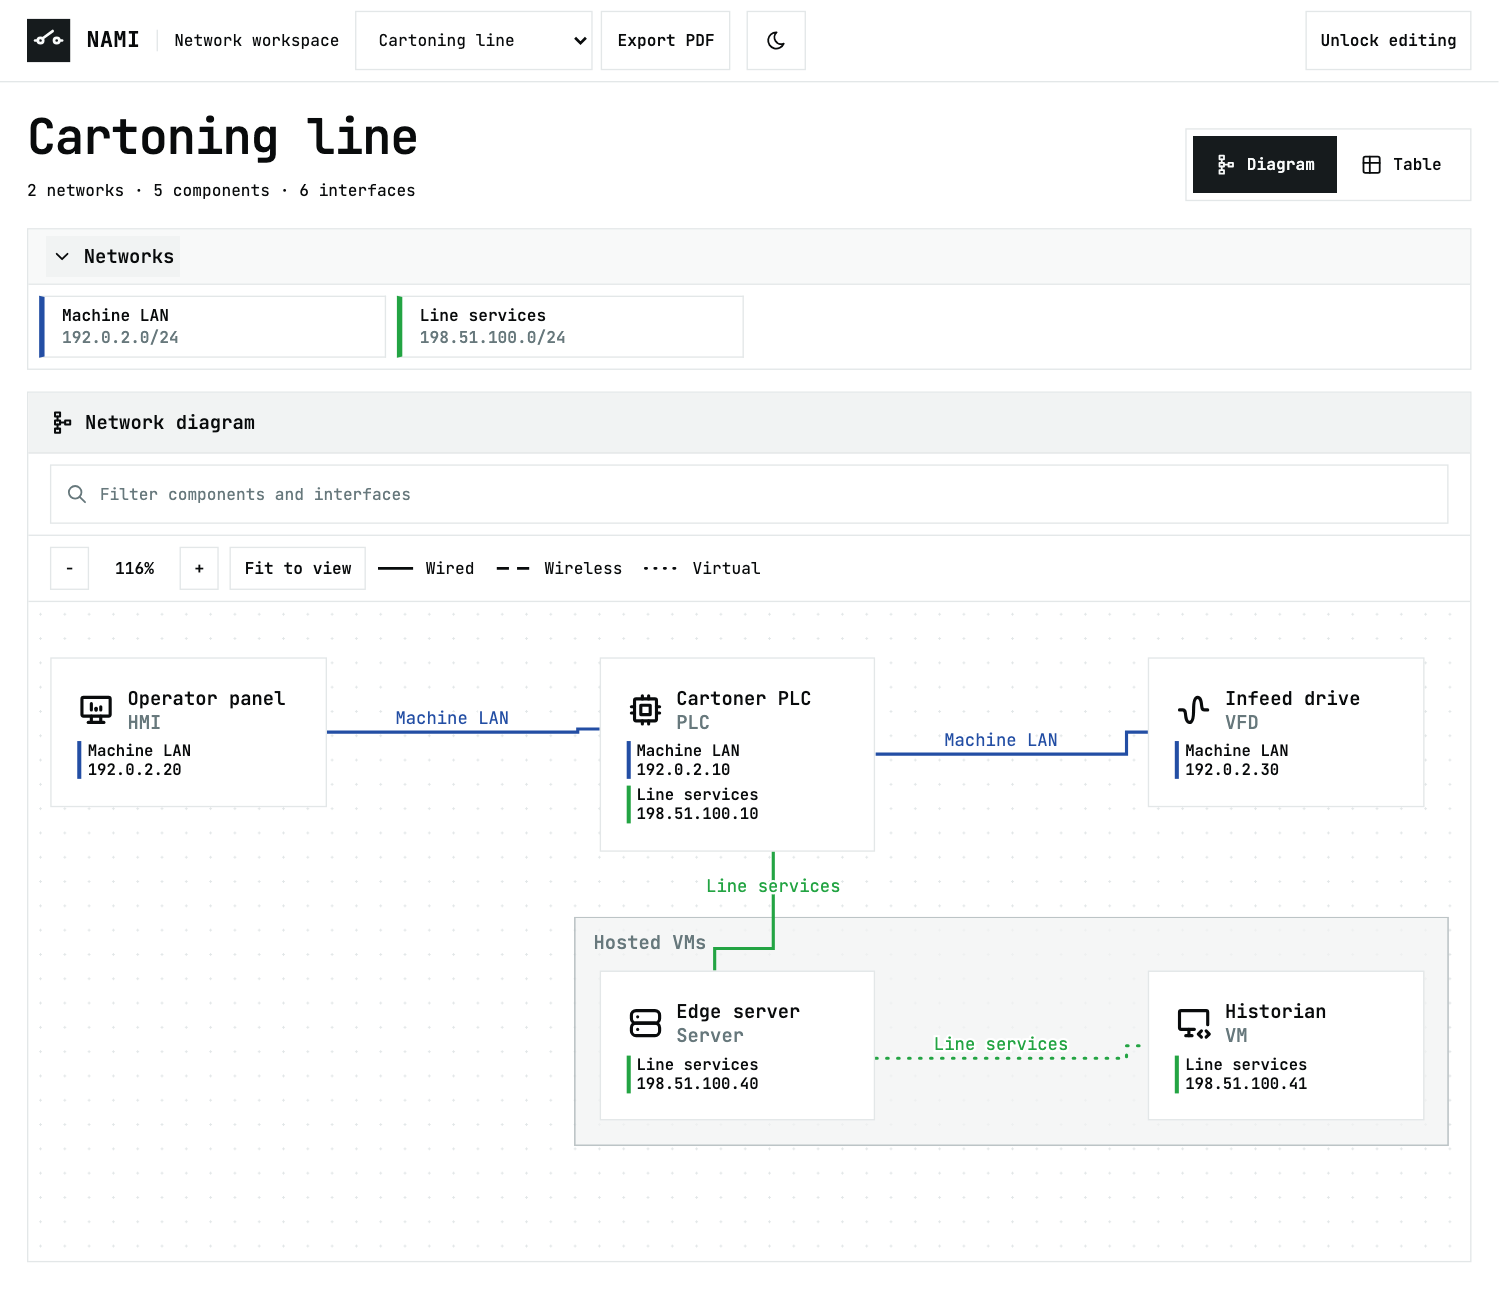 NAMI
Network workspace
Cartoning line
Export PDF
Unlock editing
Cartoning line
2 networks · 5 components · 6 interfaces
Diagram
Table
Networks
Machine LAN
192.0.2.0/24
Line services
198.51.100.0/24
Network diagram
Filter components and interfaces
-
116%
+
Fit to view
Wired
Wireless
Virtual
Operator panel
HMI
Machine LAN
192.0.2.20
Machine LAN
Cartoner PLC
PLC
Machine LAN
192.0.2.10
Line services
198.51.100.10
Machine LAN
Infeed drive
VFD
Machine LAN
192.0.2.30
Line services
Hosted VMs
Edge server
Server
Line services
198.51.100.40
Line services
Historian
VM
Line services
198.51.100.41